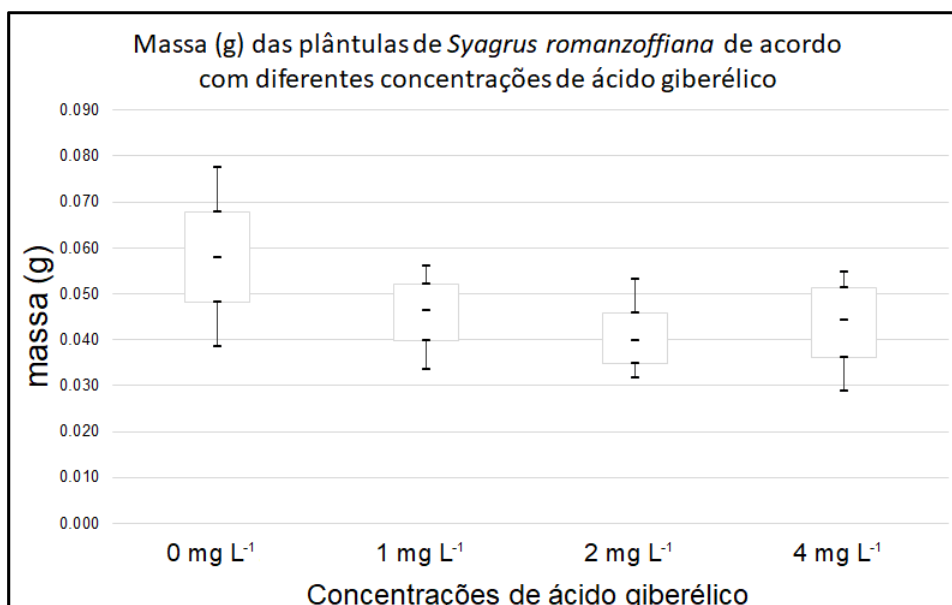 Massa (g) das plântulas de Syagrus romanzoffiana de acordo
com diferentes concentrações de ácido giberélico
0.090
0.080
0.070
0.060
0.050
0.040
0.030
0.020
0.010
0.000
massa (g)
0 mg L⁻¹ 1 mg L⁻¹ 2 mg L⁻¹ 4 mg L⁻¹
Concentrações de ácido giberélico